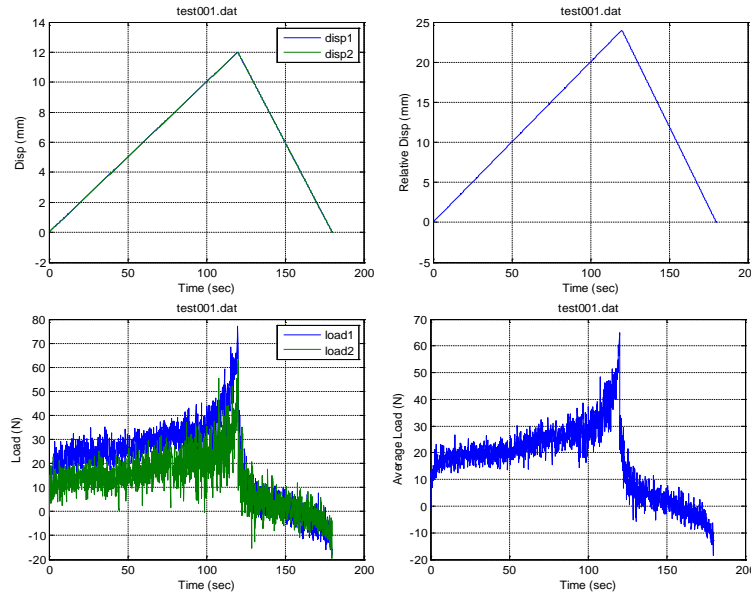 test001.dat
14
12
10
8
6
4
2
0
-2
Disp (mm)
disp1
disp2
0 50 100 150 200
Time (sec)
test001.dat
25
20
15
10
5
0
-5
Relative Disp (mm)
0 50 100 150 200
Time (sec)
test001.dat
80
70
60
50
40
30
20
10
0
-10
-20
Load (N)
load1
load2
0 50 100 150 200
Time (sec)
test001.dat
70
60
50
40
30
20
10
0
-10
-20
Average Load (N)
0 50 100 150 200
Time (sec)